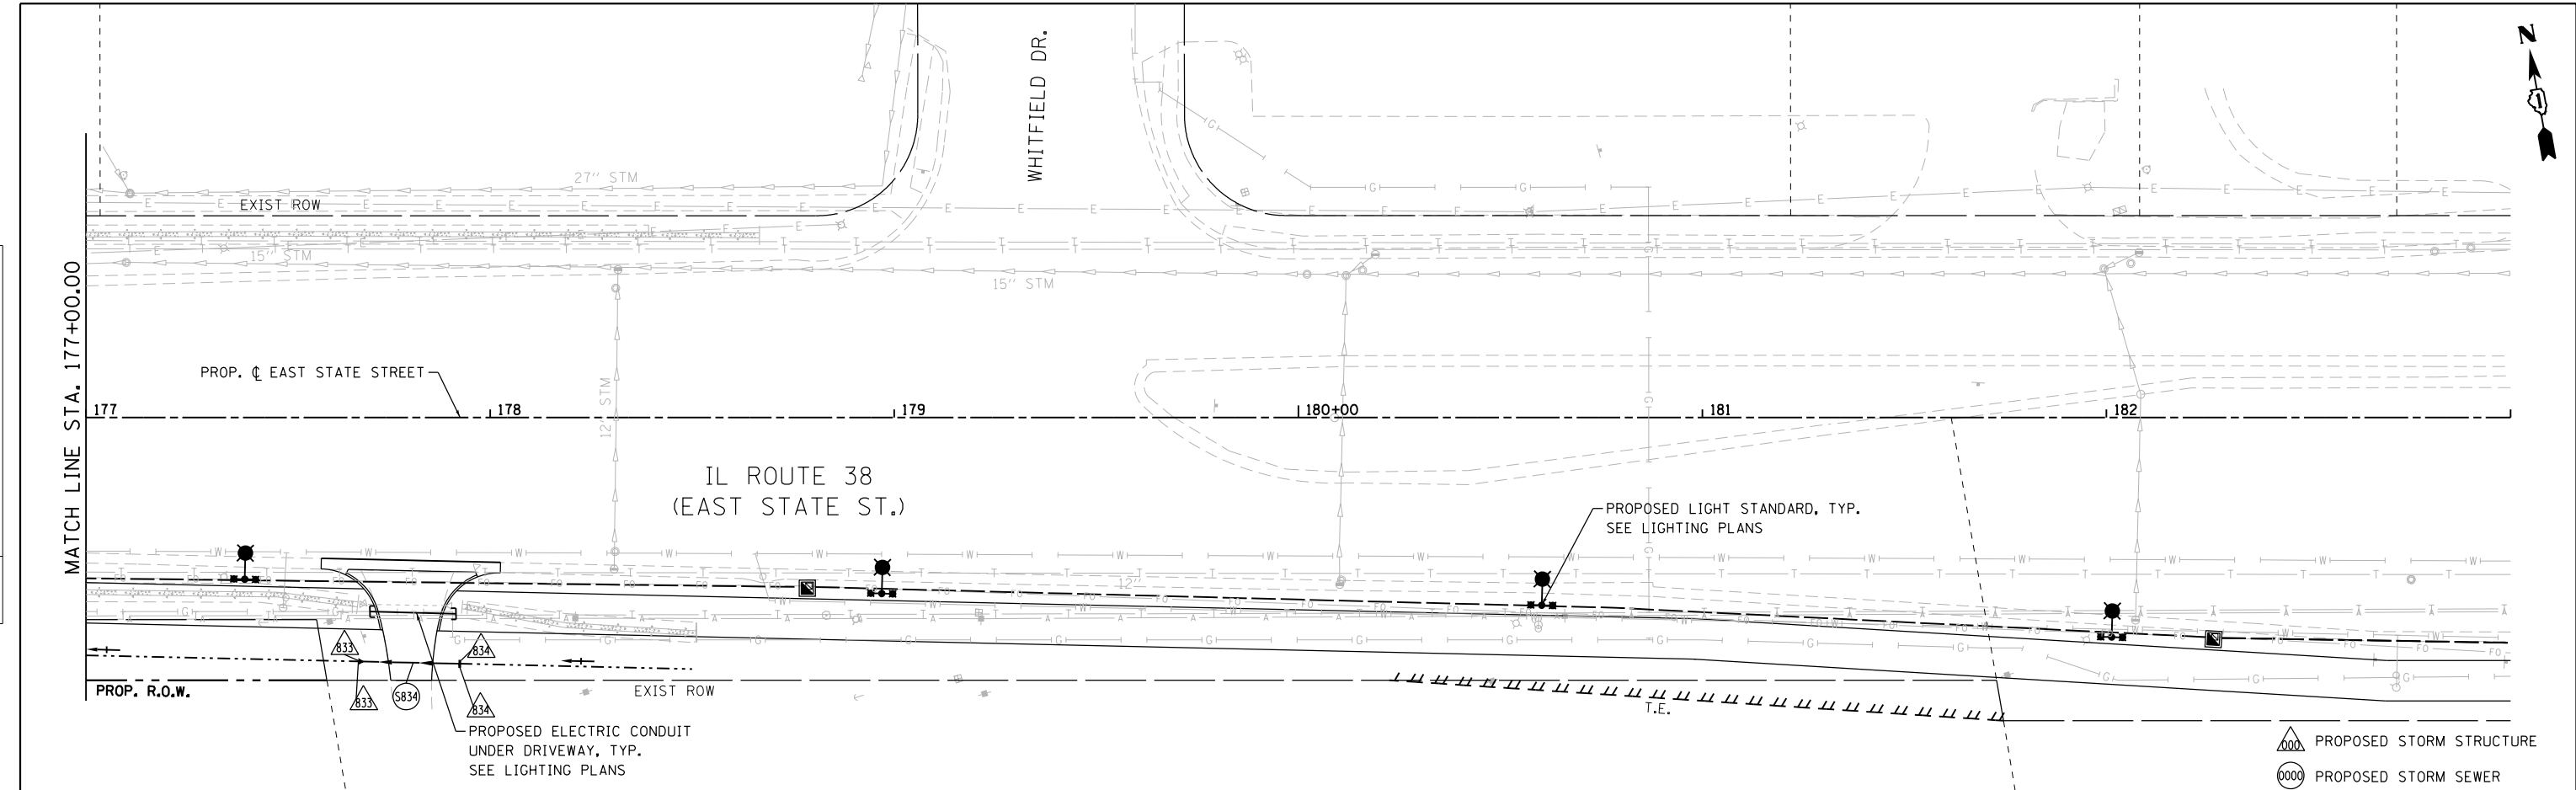 N
WHITFIELD DR.
27" STM
EXIST ROW
15" STM
15" STM
MATCH LINE STA. 177+00.00
PROP. ℄ EAST STATE STREET
177
178
179
180+00
181
182
12" STM
IL ROUTE 38
(EAST STATE ST.)
PROPOSED LIGHT STANDARD, TYP.
SEE LIGHTING PLANS
12"
833
834
PROP. R.O.W.
833
S834
834
EXIST ROW
T.E.
PROPOSED ELECTRIC CONDUIT
UNDER DRIVEWAY, TYP.
SEE LIGHTING PLANS
000 PROPOSED STORM STRUCTURE
0000 PROPOSED STORM SEWER